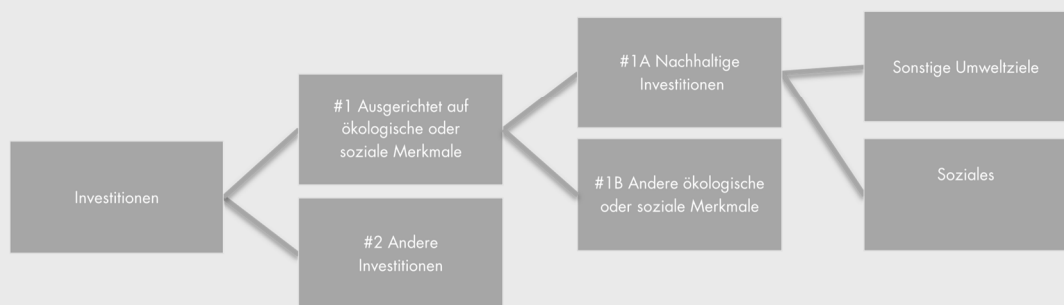 Investitionen
#1 Ausgerichtet auf
ökologische oder
soziale Merkmale
#2 Andere
Investitionen
#1A Nachhaltige
Investitionen
#1B Andere ökologische
oder soziale Merkmale
Sonstige Umweltziele
Soziales